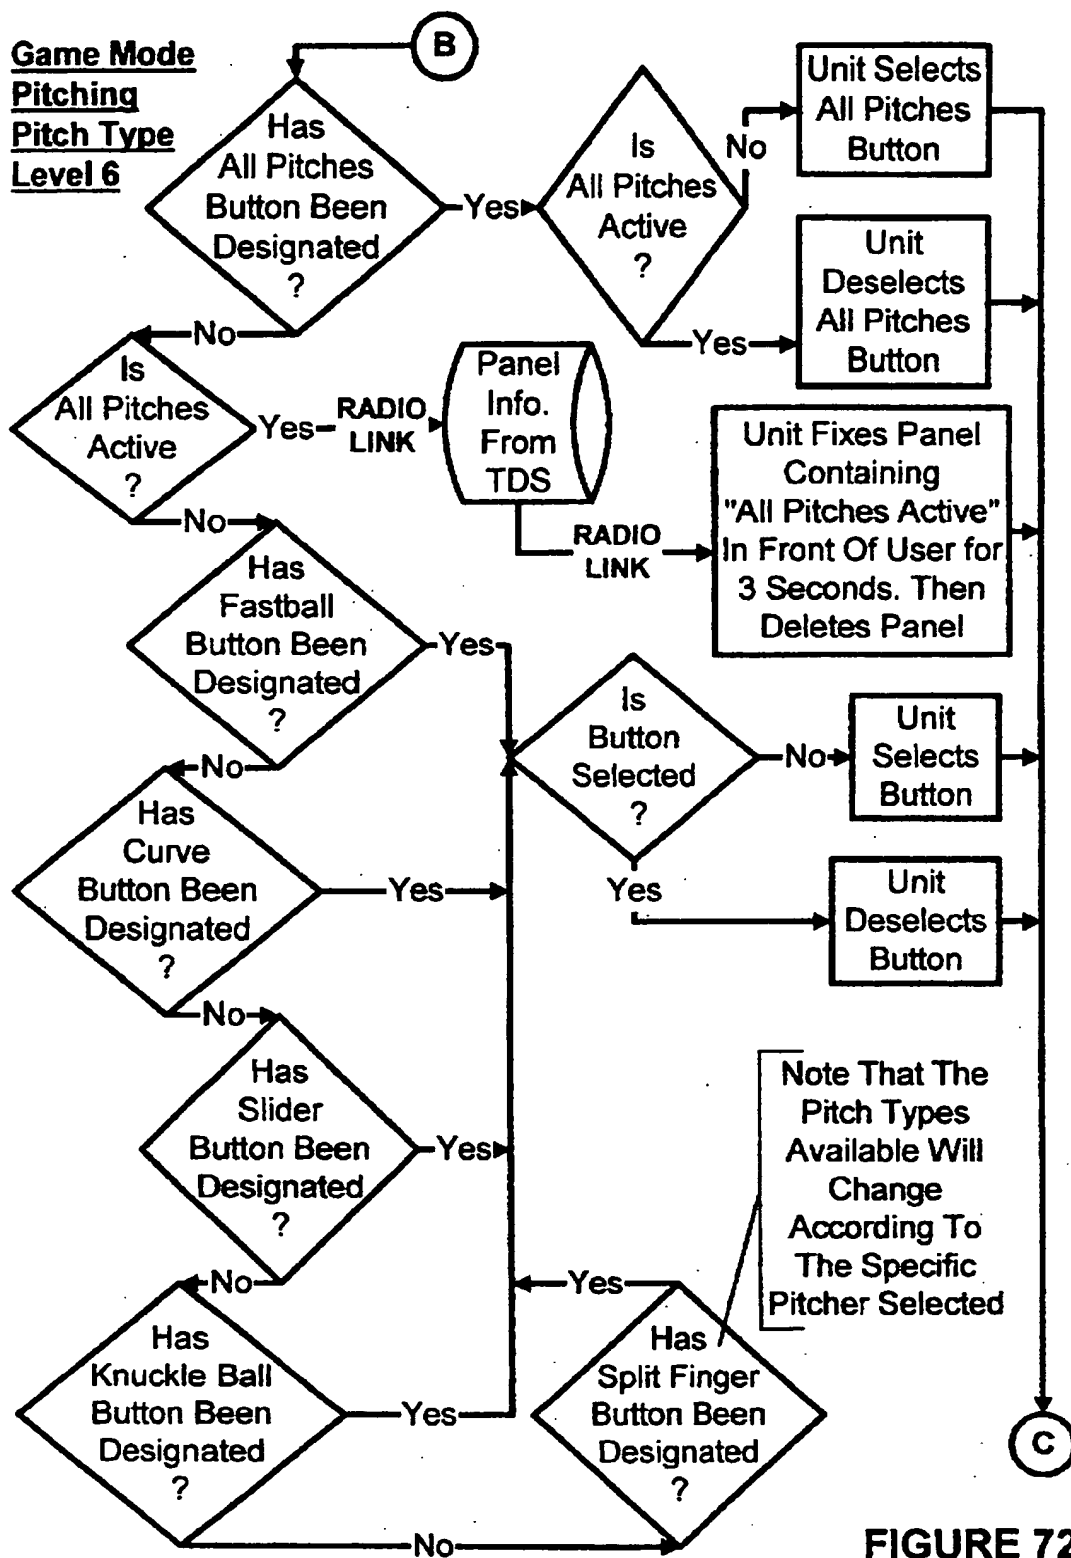 Game Mode
Pitching
Pitch Type
Level 6
B
Has
All Pitches
Button Been
Designated
?
Yes
Is
All Pitches
Active
?
No
Unit Selects
All Pitches
Button
Yes
Unit
Deselects
All Pitches
Button
No
Is
All Pitches
Active
?
Yes
RADIO
LINK
Panel
Info.
From
TDS
RADIO
LINK
Unit Fixes Panel
Containing
"All Pitches Active"
In Front Of User for
3 Seconds. Then
Deletes Panel
No
Has
Fastball
Button Been
Designated
?
Yes
Is
Button
Selected
?
No
Unit
Selects
Button
Yes
Unit
Deselects
Button
No
Has
Curve
Button Been
Designated
?
Yes
No
Has
Slider
Button Been
Designated
?
Yes
Note That The
Pitch Types
Available Will
Change
According To
The Specific
Pitcher Selected
No
Has
Knuckle Ball
Button Been
Designated
?
Yes
Yes
Has
Split Finger
Button Been
Designated
?
No
C
FIGURE 72